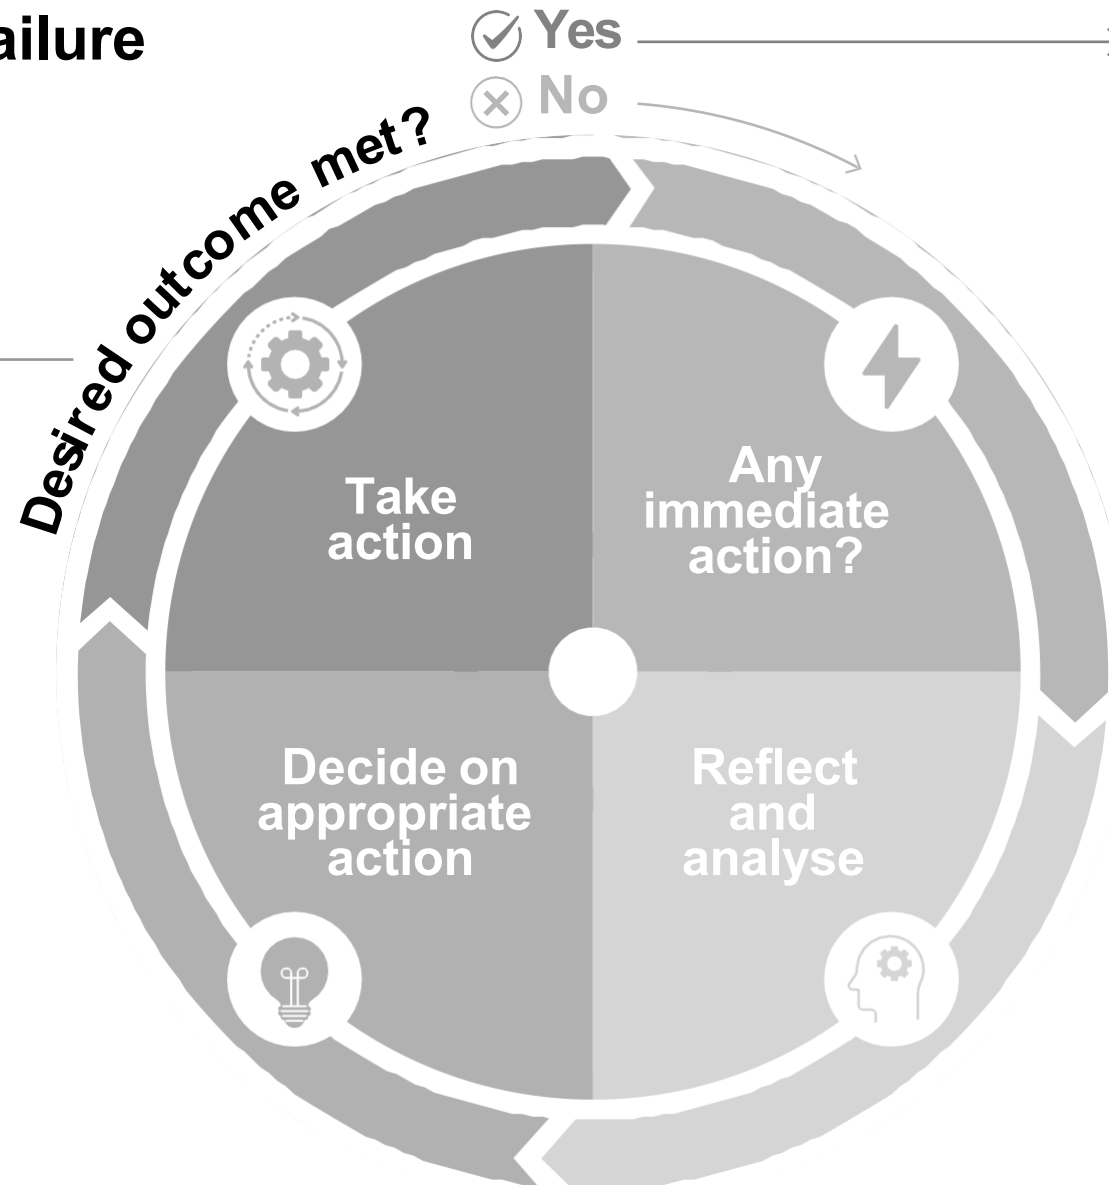 ailure
Yes
No
Desired outcome met?
Take
action
Any
immediate
action?
Decide on
appropriate
action
Reflect
and
analyse